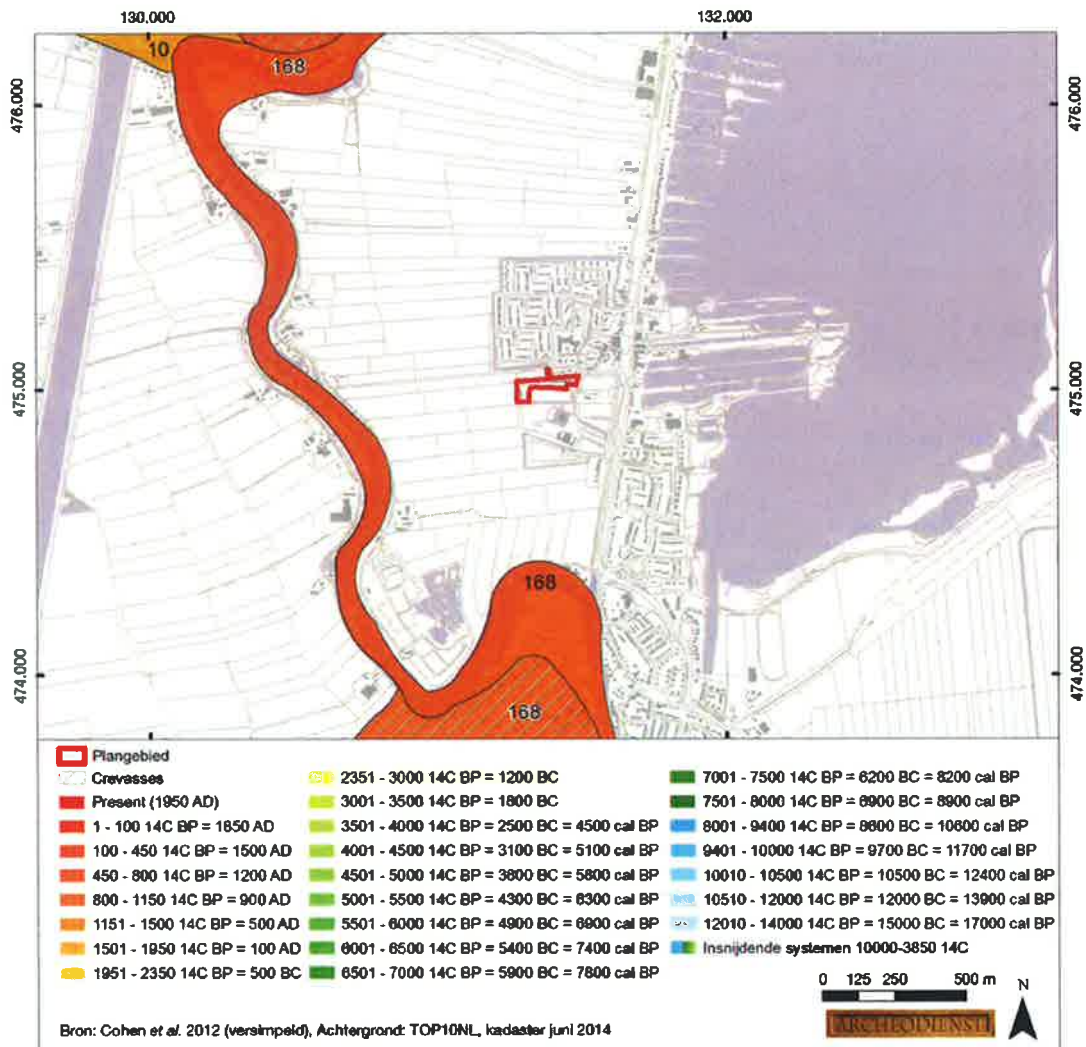 130.000
132.000
10
168
476.000
476.000
475.000
475.000
168
474.000
474.000
168
Plangebied
Crevasses
Present (1950 AD)
1 - 100 14C BP = 1850 AD
100 - 450 14C BP = 1500 AD
450 - 800 14C BP = 1200 AD
800 - 1150 14C BP = 900 AD
1151 - 1500 14C BP = 500 AD
1501 - 1950 14C BP = 100 AD
1951 - 2350 14C BP = 500 BC
2351 - 3000 14C BP = 1200 BC
3001 - 3500 14C BP = 1800 BC
3501 - 4000 14C BP = 2500 BC = 4500 cal BP
4001 - 4500 14C BP = 3100 BC = 5100 cal BP
4501 - 5000 14C BP = 3800 BC = 5800 cal BP
5001 - 5500 14C BP = 4300 BC = 6300 cal BP
5501 - 6000 14C BP = 4900 BC = 6900 cal BP
6001 - 6500 14C BP = 5400 BC = 7400 cal BP
6501 - 7000 14C BP = 5900 BC = 7800 cal BP
7001 - 7500 14C BP = 6200 BC = 8200 cal BP
7501 - 8000 14C BP = 6900 BC = 8900 cal BP
8001 - 9400 14C BP = 8600 BC = 10600 cal BP
9401 - 10000 14C BP = 9700 BC = 11700 cal BP
10010 - 10500 14C BP = 10500 BC = 12400 cal BP
10510 - 12000 14C BP = 12000 BC = 13900 cal BP
12010 - 14000 14C BP = 15000 BC = 17000 cal BP
Insnijdende systemen 10000-3850 14C
0 125 250 500 m
N
ARCHEODIENST
Bron: Cohen et al. 2012 (versimpeld), Achtergrond: TOP10NL, kadaster juni 2014